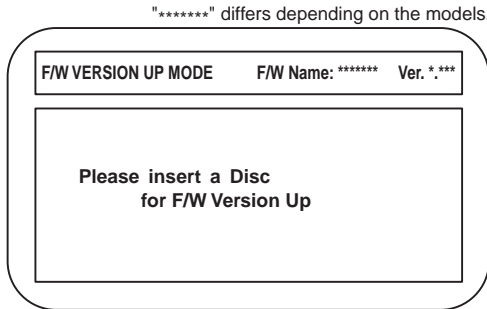 "*******" differs depending on the models
F/W VERSION UP MODE F/W Name: ******* Ver. *.***
Please insert a Disc
for F/W Version Up